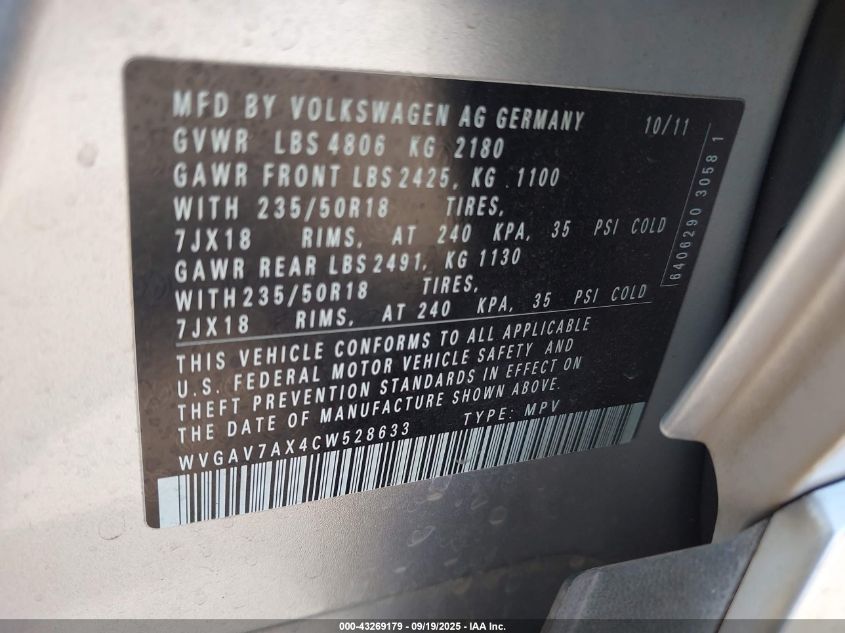 MFD BY VOLKSWAGEN AG GERMANY 10/11
GVWR LBS 4806 KG 2180
GAWR FRONT LBS 2425, KG 1100
WITH 235/50R18 TIRES,
7JX18 RIMS, AT 240 KPA, 35 PSI COLD
GAWR REAR LBS 2491, KG 1130
WITH 235/50R18 TIRES,
7JX18 RIMS, AT 240 KPA, 35 PSI COLD
THIS VEHICLE CONFORMS TO ALL APPLICABLE
U.S. FEDERAL MOTOR VEHICLE SAFETY AND
THEFT PREVENTION STANDARDS IN EFFECT ON
THE DATE OF MANUFACTURE SHOWN ABOVE.
WVGAV7AX4CW528633 TYPE: MPV
6406290 3058 1
000-43269179 - 09/19/2025 - IAA Inc.